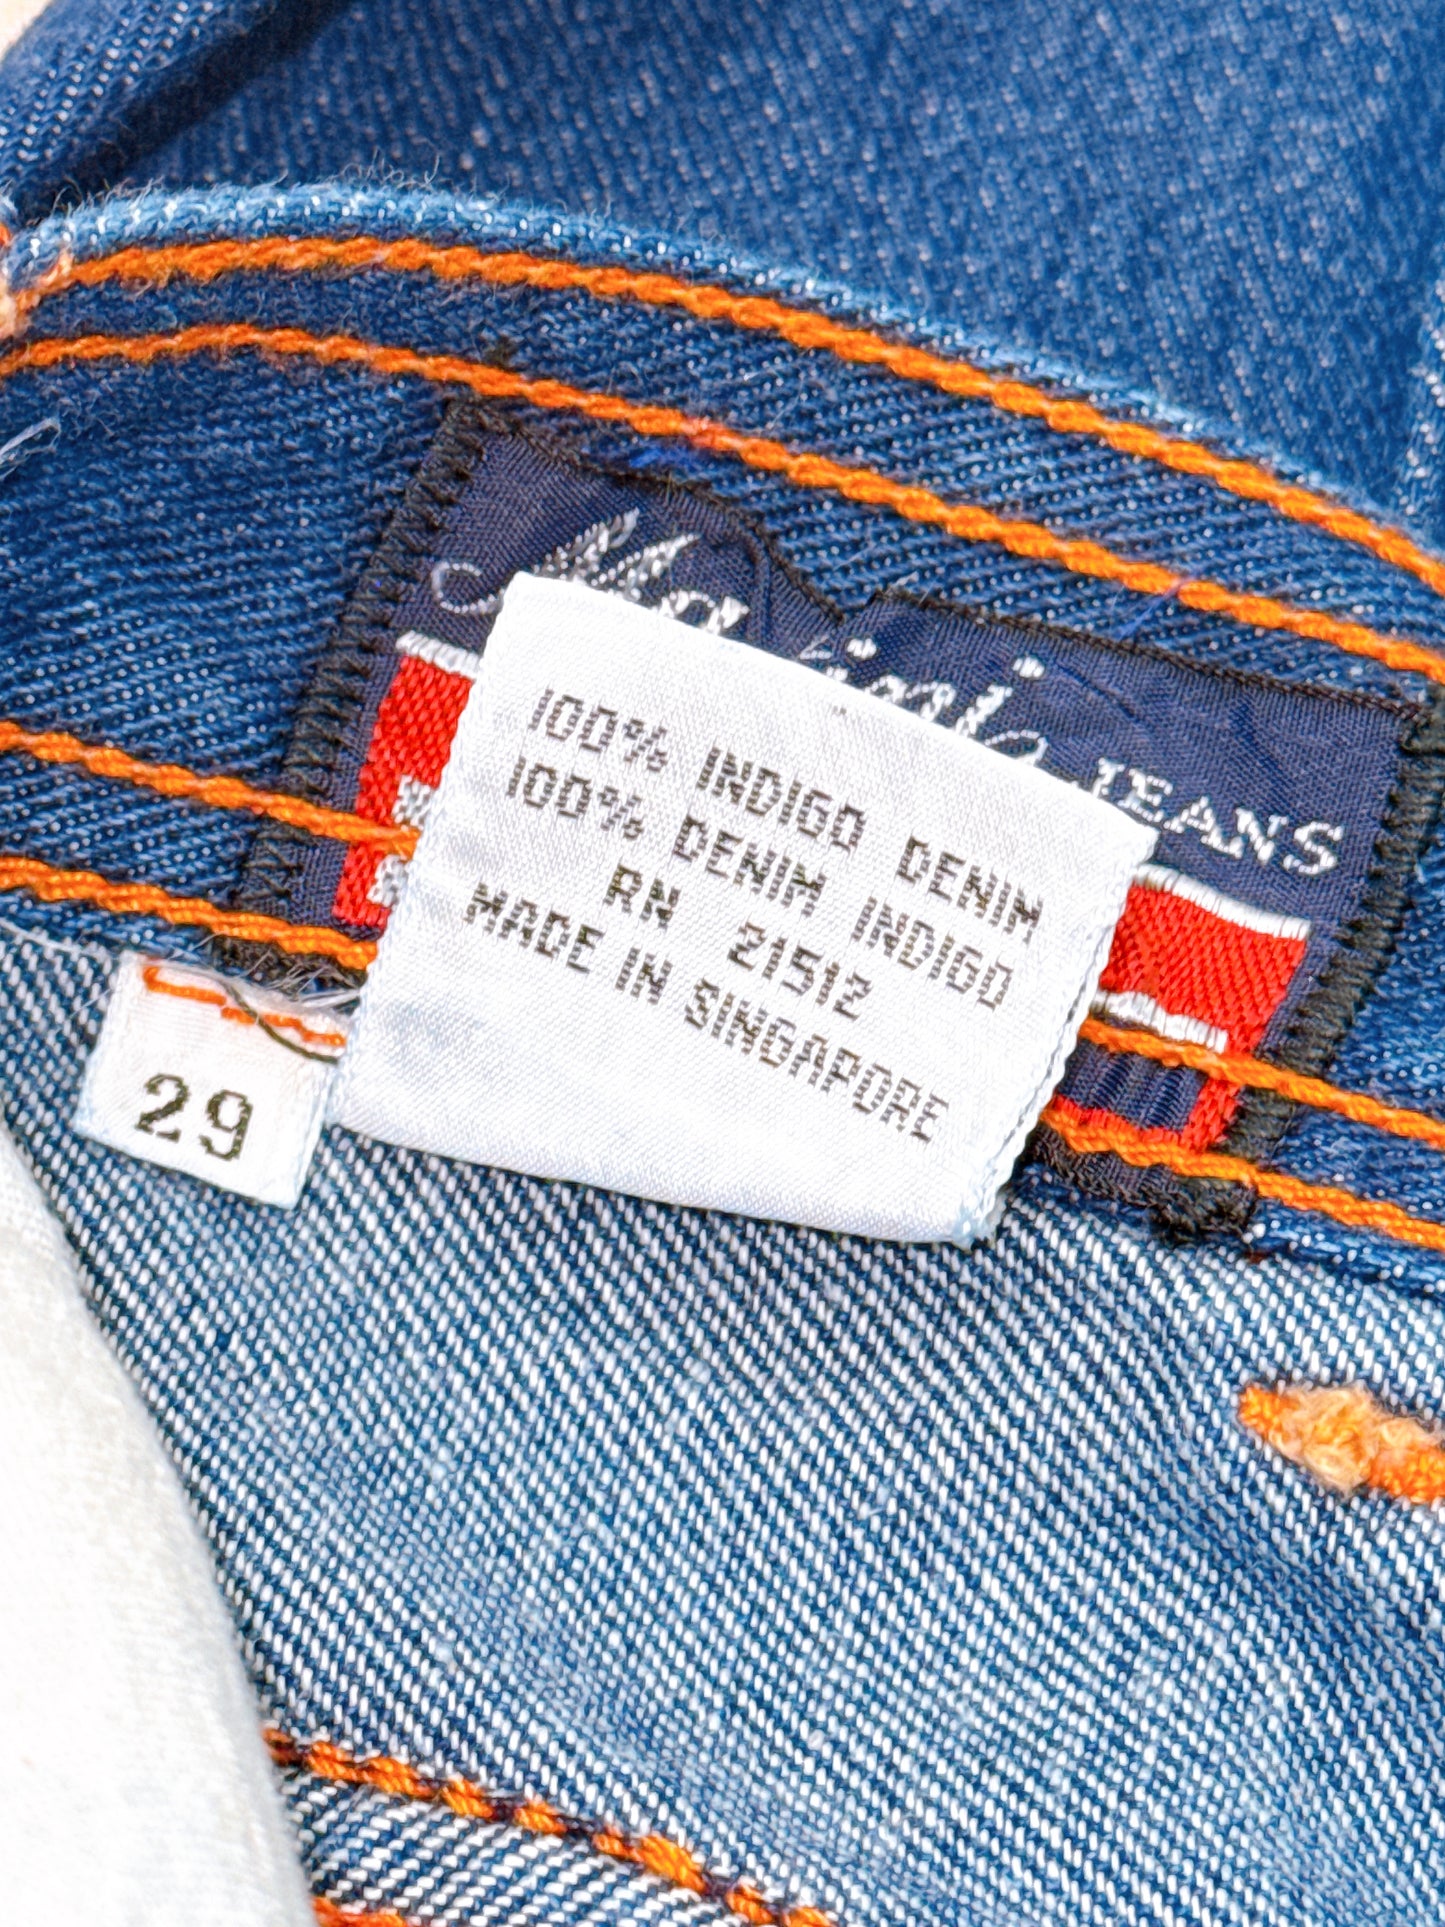 JEANS
100% INDIGO DENIM
100% DENIM INDIGO
RN 21512
MADE IN SINGAPORE
29